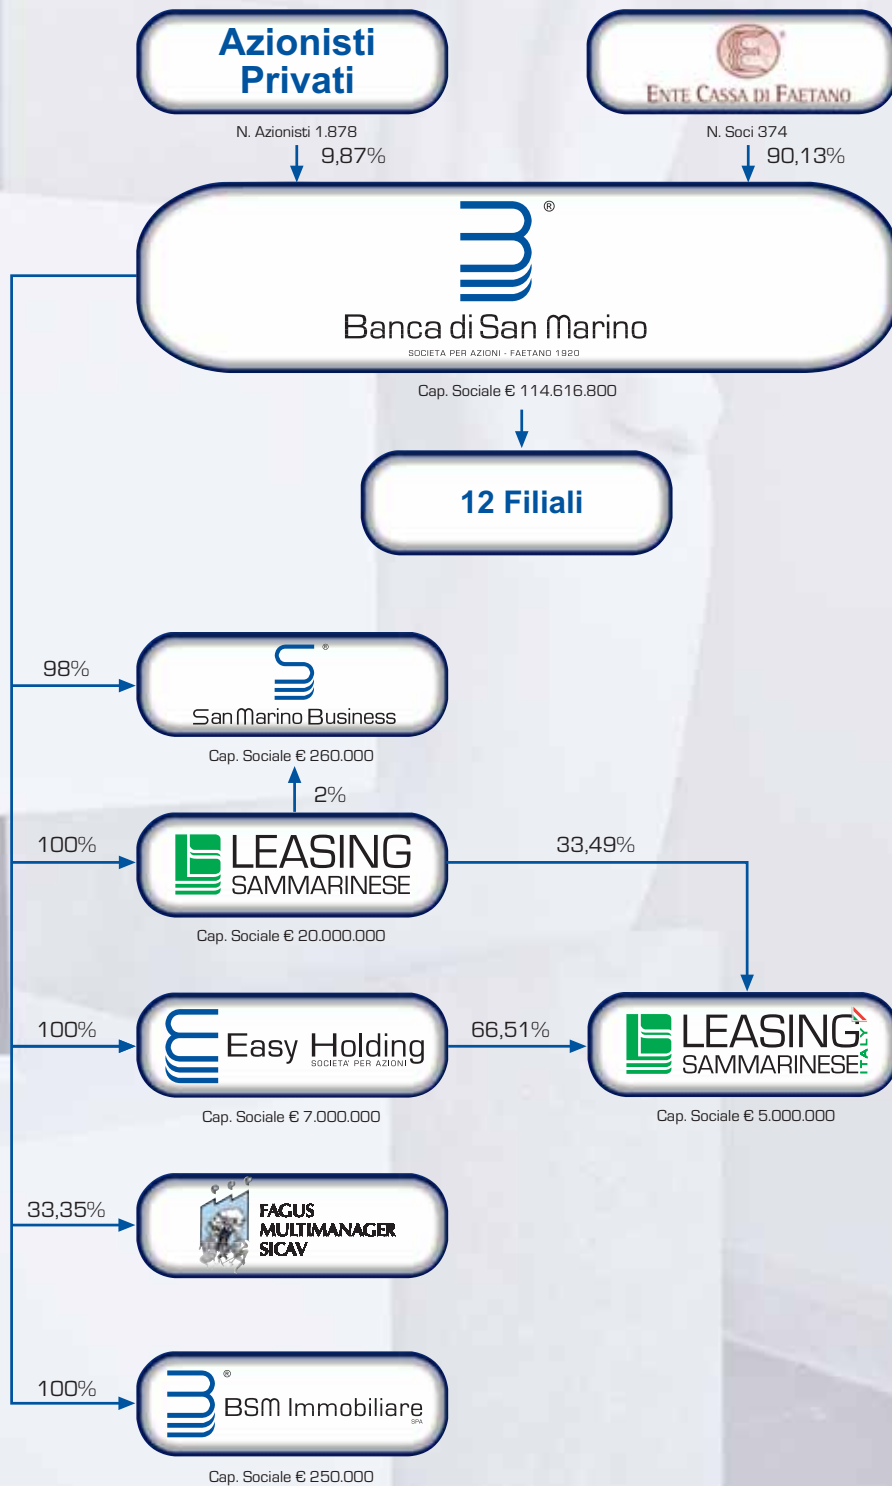 Azionisti
Privati
ENTE CASSA DI FAETANO
N. Azionisti 1.878
N. Soci 374
9,87%
90,13%
®
Banca di San Marino
SOCIETA PER AZIONI - FAETANO 1920
Cap. Sociale € 114.616.800
12 Filiali
98%
®
San Marino Business
Cap. Sociale € 260.000
2%
100%
LEASING
SAMMARINESE
33,49%
Cap. Sociale € 20.000.000
100%
Easy Holding
SOCIETA' PER AZIONI
66,51%
LEASING
SAMMARINESE
ITALY
Cap. Sociale € 7.000.000
Cap. Sociale € 5.000.000
33,35%
FAGUS
MULTIMANAGER
SICAV
100%
®
BSM Immobiliare
SPA
Cap. Sociale € 250.000